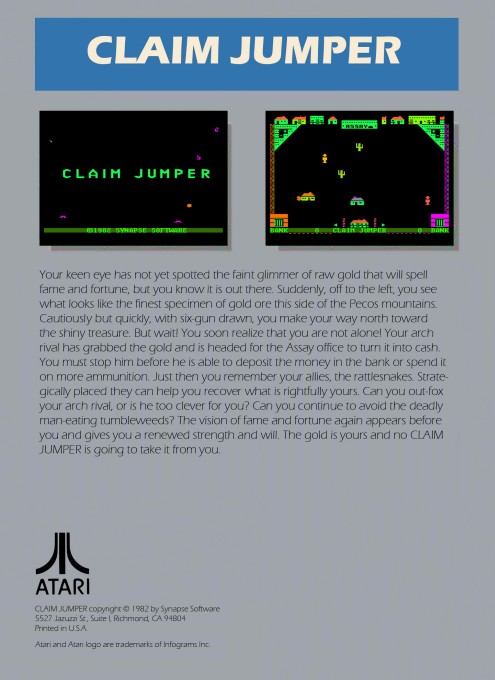 CLAIM JUMPER
CLAIM JUMPER
©1982 SYNAPSE SOFTWARE
ASSAY
BANK 0 CLAIM JUMPER 0 BANK
Your keen eye has not yet spotted the faint glimmer of raw gold that will spell
fame and fortune, but you know it is out there. Suddenly, off to the left, you see
what looks like the finest specimen of gold ore this side of the Pecos mountains.
Cautiously but quickly, with six-gun drawn, you make your way north toward
the shiny treasure. But wait! You soon realize that you are not alone! Your arch
rival has grabbed the gold and is headed for the Assay office to turn it into cash.
You must stop him before he is able to deposit the money in the bank or spend it
on more ammunition. Just then you remember your allies, the rattlesnakes. Strate-
gically placed they can help you recover what is rightfully yours. Can you out-fox
your arch rival, or is he too clever for you? Can you continue to avoid the deadly
man-eating tumbleweeds? The vision of fame and fortune again appears before
you and gives you a renewed strength and will. The gold is yours and no CLAIM
JUMPER is going to take it from you.
ATARI
CLAIM JUMPER copyright © 1982 by Synapse Software
5527 Jazuzzi St., Suite I, Richmond, CA 94804
Printed in U.S.A.
Atari and Atari logo are trademarks of Infograms Inc.